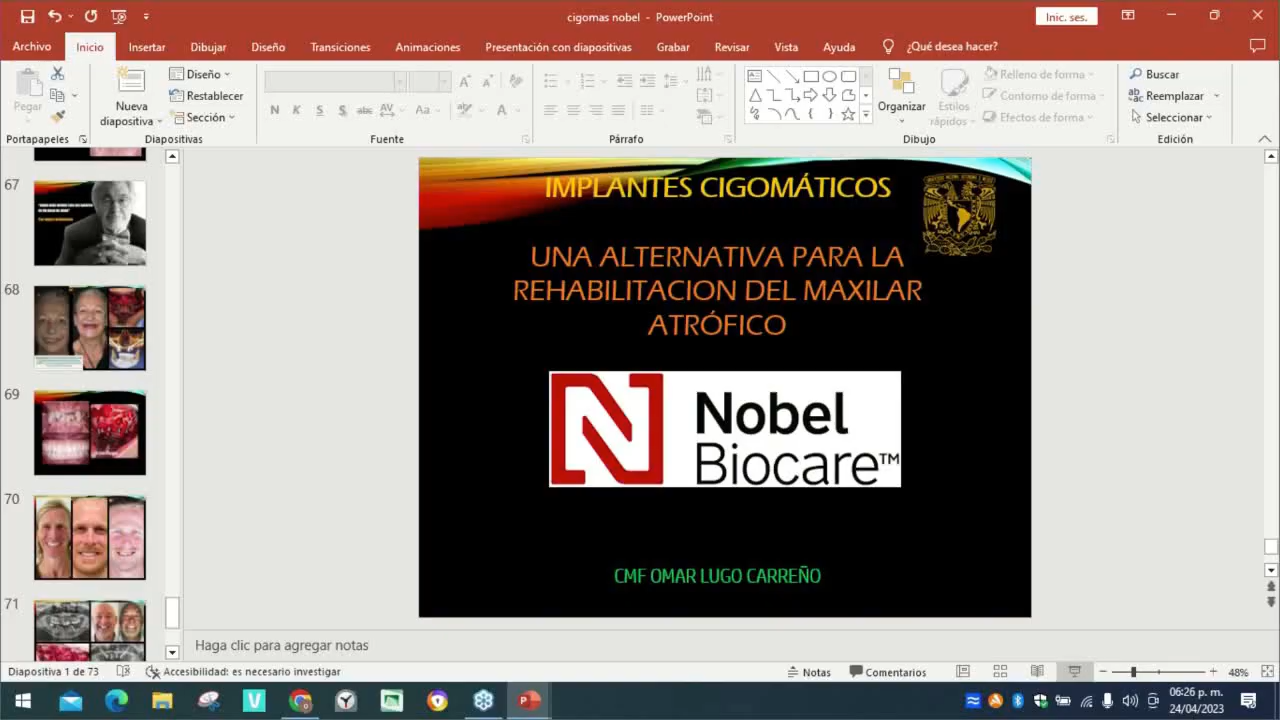 cigomas nobel - PowerPoint
Inic. ses.
Archivo Inicio Insertar Dibujar Diseño Transiciones Animaciones Presentación con diapositivas Grabar Revisar Vista Ayuda ¿Qué desea hacer?
Pegar
Nueva diapositiva
Diseño
Restablecer
Sección
N K S S abc AV Aa A
Organizar
Estilos rápidos
Relleno de forma
Contorno de forma
Efectos de forma
Buscar
Reemplazar
Seleccionar
Portapapeles Diapositivas Fuente Párrafo Dibujo Edición
67
68
69
70
71
IMPLANTES CIGOMÁTICOS
UNA ALTERNATIVA PARA LA
REHABILITACION DEL MAXILAR
ATRÓFICO
N Nobel
Biocare™
CMF OMAR LUGO CARREÑO
Haga clic para agregar notas
Diapositiva 1 de 73 Accesibilidad: es necesario investigar Notas Comentarios 48%
06:26 p. m.
24/04/2023